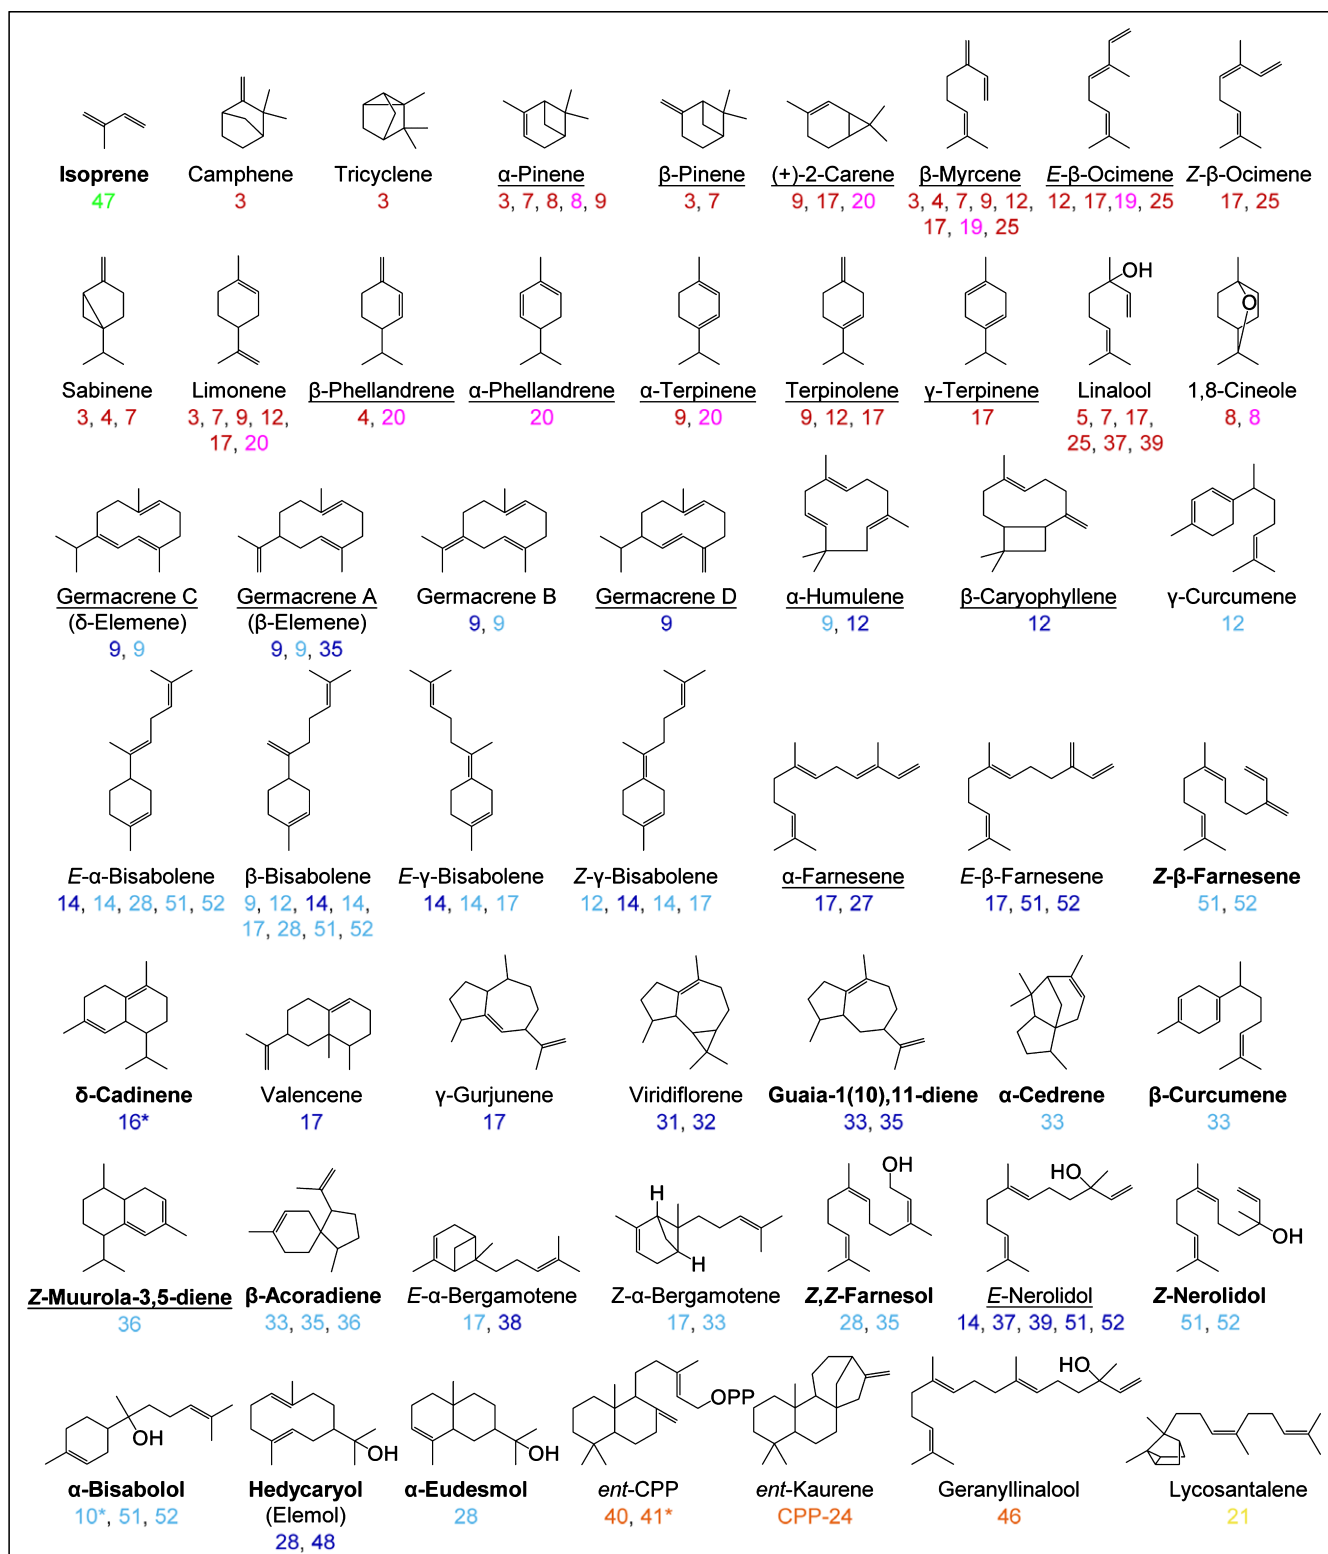 Isoprene Camphene Tricyclene α-Pinene β-Pinene (+)-2-Carene β-Myrcene E-β-Ocimene Z-β-Ocimene
47 3 3 3, 7, 8, 8, 9 3, 7 9, 17, 20 3, 4, 7, 9, 12, 12, 17, 19, 25 17, 25
17, 19, 25
OH
O
Sabinene Limonene β-Phellandrene α-Phellandrene α-Terpinene Terpinolene γ-Terpinene Linalool 1,8-Cineole
3, 4, 7 3, 7, 9, 12, 4, 20 20 9, 20 9, 12, 17 17 5, 7, 17, 8, 8
17, 20 25, 37, 39
Germacrene C Germacrene A Germacrene B Germacrene D α-Humulene β-Caryophyllene γ-Curcumene
(δ-Elemene) (β-Elemene) 9, 9 9 9, 12 12 12
9, 9 9, 9, 35
E-α-Bisabolene β-Bisabolene E-γ-Bisabolene Z-γ-Bisabolene α-Farnesene E-β-Farnesene Z-β-Farnesene
14, 14, 28, 51, 52 9, 12, 14, 14, 14, 14, 17 12, 14, 14, 17 17, 27 17, 51, 52 51, 52
17, 28, 51, 52
δ-Cadinene Valencene γ-Gurjunene Viridiflorene Guaia-1(10),11-diene α-Cedrene β-Curcumene
16* 17 17 31, 32 33, 35 33 33
OH HO
H
OH
H
Z-Muurola-3,5-diene β-Acoradiene E-α-Bergamotene Z-α-Bergamotene Z,Z-Farnesol E-Nerolidol Z-Nerolidol
36 33, 35, 36 17, 38 17, 33 28, 35 14, 37, 39, 51, 52 51, 52
HO
OPP
OH OH OH
α-Bisabolol Hedycaryol α-Eudesmol ent-CPP ent-Kaurene Geranyllinalool Lycosantalene
10*, 51, 52 (Elemol) 28 40, 41* CPP-24 46 21
28, 48